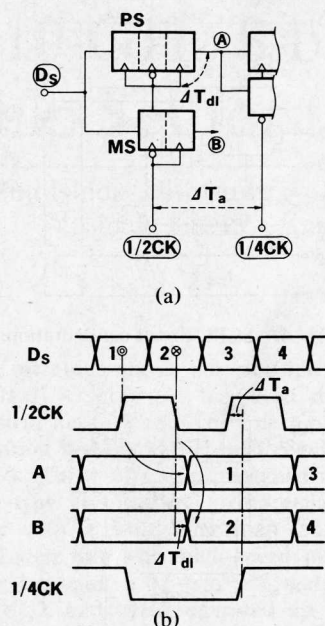 PS
A
DS
ΔTdl
MS
B
ΔTa
1/2CK 1/4CK
(a)
DS 1 2 3 4
ΔTa
1/2CK
A 1 3
B 2 4
ΔTdl
1/4CK
(b)